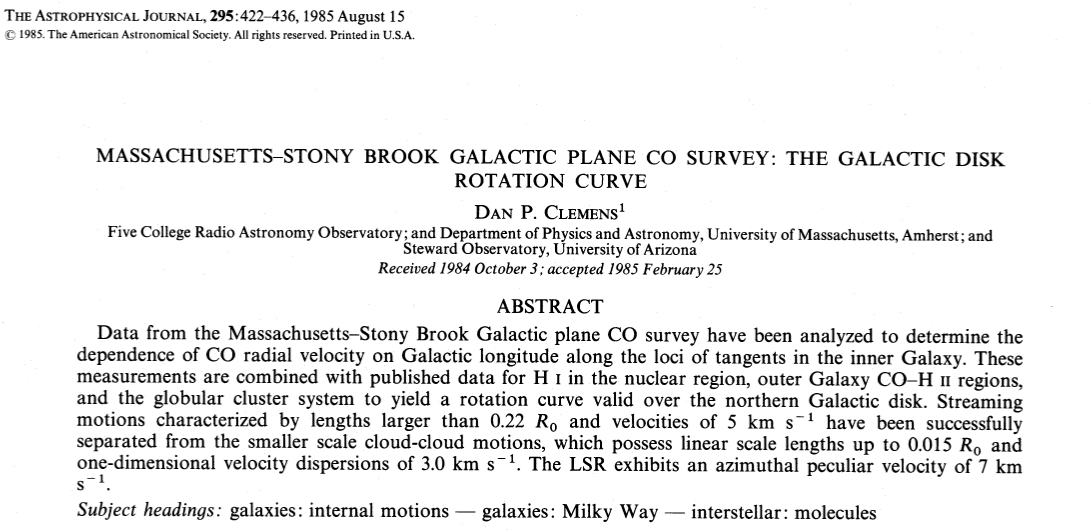 THE ASTROPHYSICAL JOURNAL, 295:422–436, 1985 August 15
© 1985. The American Astronomical Society. All rights reserved. Printed in U.S.A.
MASSACHUSETTS–STONY BROOK GALACTIC PLANE CO SURVEY: THE GALACTIC DISK
ROTATION CURVE
DAN P. CLEMENS¹
Five College Radio Astronomy Observatory; and Department of Physics and Astronomy, University of Massachusetts, Amherst; and
Steward Observatory, University of Arizona
Received 1984 October 3; accepted 1985 February 25
ABSTRACT
Data from the Massachusetts–Stony Brook Galactic plane CO survey have been analyzed to determine the
dependence of CO radial velocity on Galactic longitude along the loci of tangents in the inner Galaxy. These
measurements are combined with published data for H I in the nuclear region, outer Galaxy CO–H II regions,
and the globular cluster system to yield a rotation curve valid over the northern Galactic disk. Streaming
motions characterized by lengths larger than 0.22 R₀ and velocities of 5 km s⁻¹ have been successfully
separated from the smaller scale cloud-cloud motions, which possess linear scale lengths up to 0.015 R₀ and
one-dimensional velocity dispersions of 3.0 km s⁻¹. The LSR exhibits an azimuthal peculiar velocity of 7 km
s⁻¹.
Subject headings: galaxies: internal motions — galaxies: Milky Way — interstellar: molecules